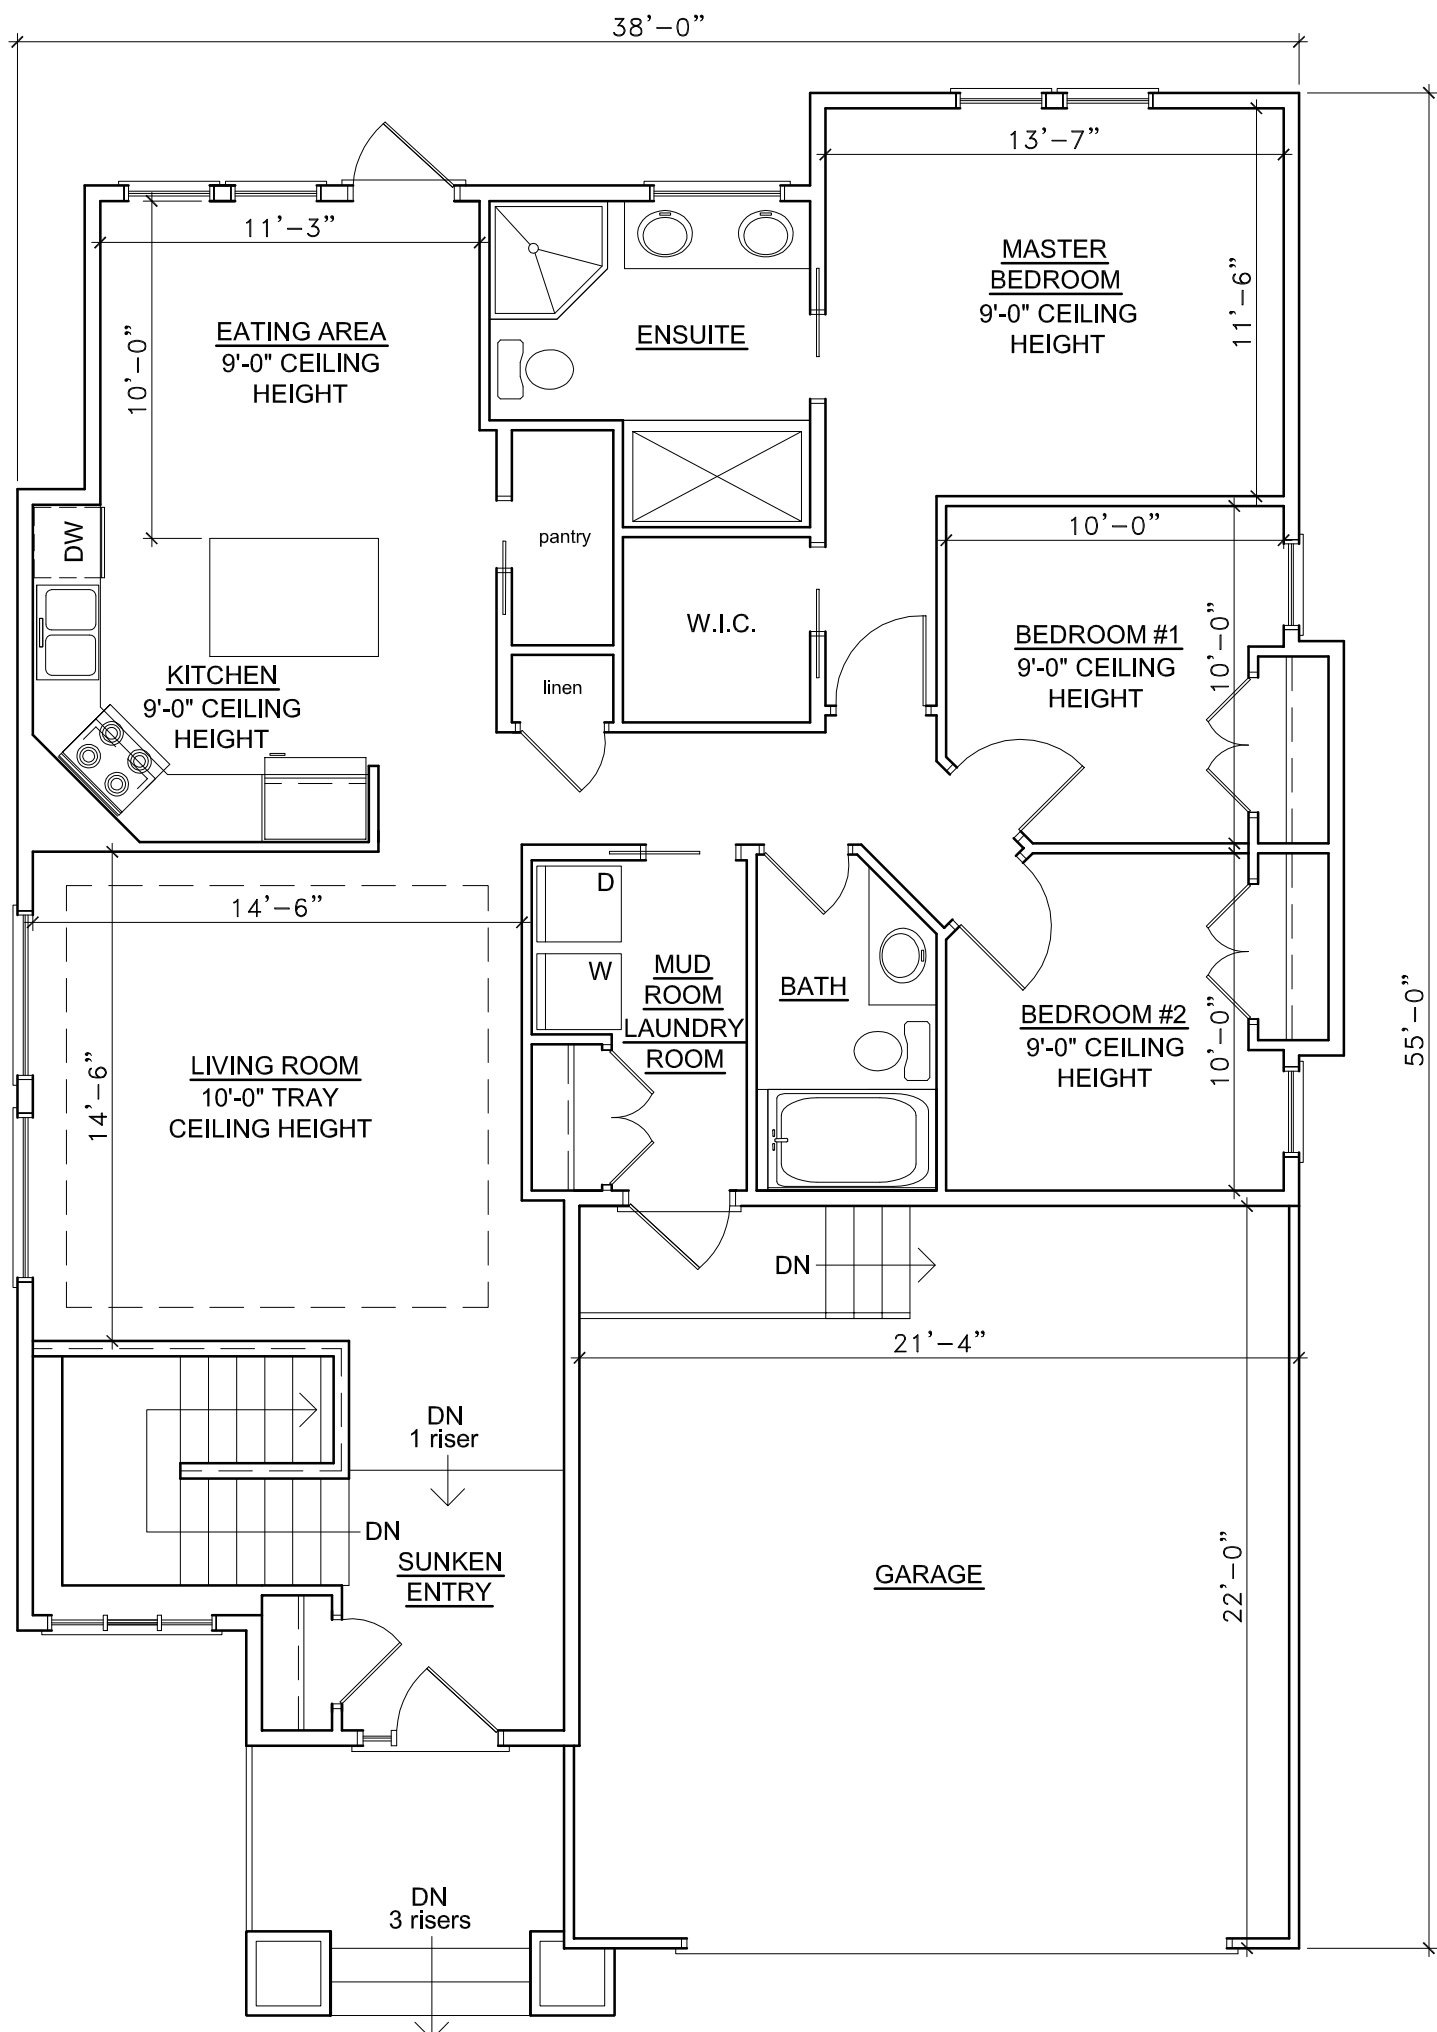 38’-0”
13’-7”
11’-3”
MASTER
BEDROOM
9'-0" CEILING
HEIGHT
11’-6”
EATING AREA
9'-0" CEILING
HEIGHT
10’-0”
ENSUITE
DW
pantry
10’-0”
W.I.C.
BEDROOM #1
9'-0" CEILING
HEIGHT
10’-0”
KITCHEN
9'-0" CEILING
HEIGHT
linen
14’-6”
D
W
MUD
ROOM
LAUNDRY
ROOM
BATH
BEDROOM #2
9'-0" CEILING
HEIGHT
10’-0”
55’-0”
LIVING ROOM
10'-0" TRAY
CEILING HEIGHT
14’-6”
DN
21’-4”
DN
1 riser
DN
SUNKEN
ENTRY
GARAGE
22’-0”
DN
3 risers